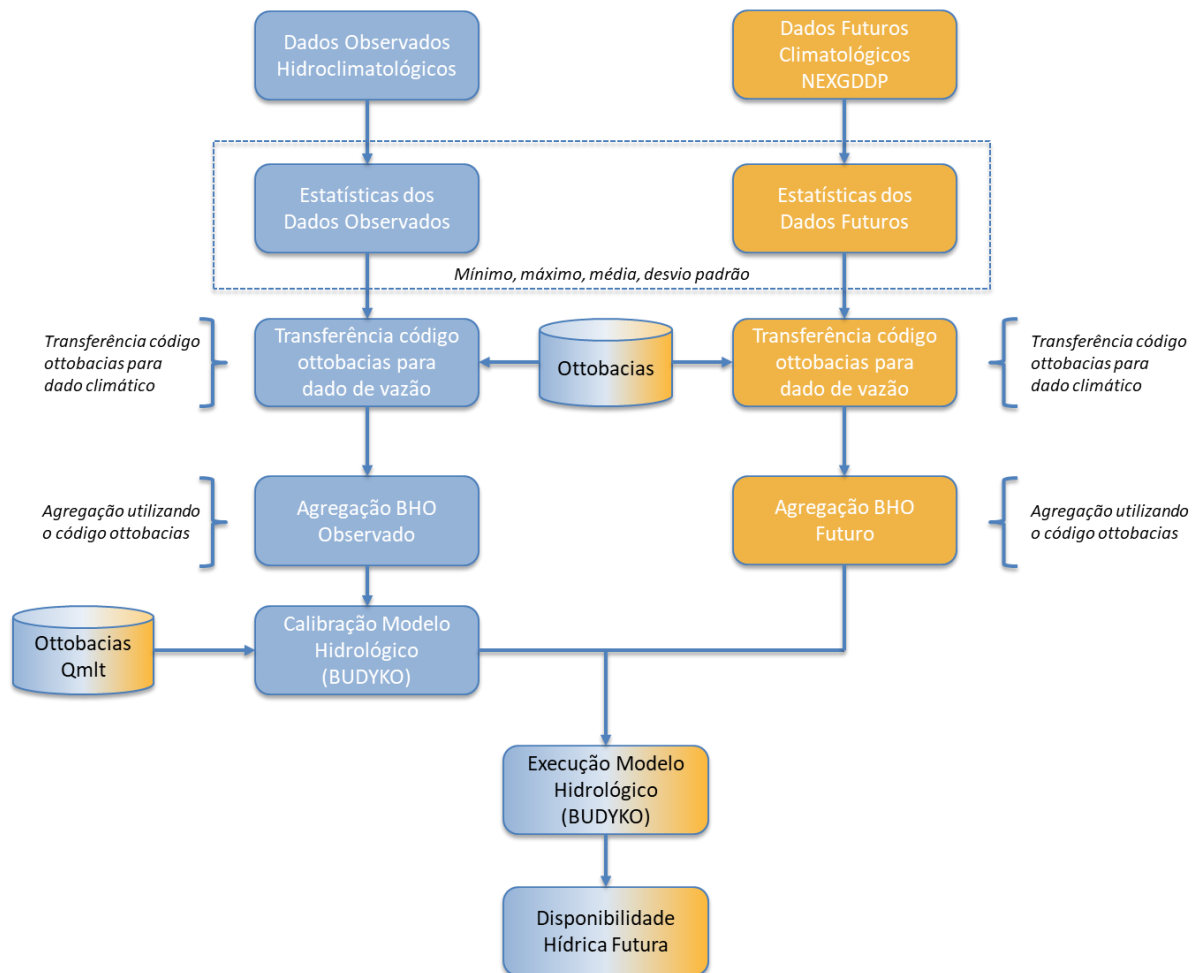 Dados Observados
Hidroclimatológicos
Dados Futuros
Climatológicos
NEXGDDP
Estatísticas dos
Dados Observados
Estatísticas dos
Dados Futuros
Mínimo, máximo, média, desvio padrão
Transferência código
ottobacias para
dado climático
Transferência código
ottobacias para
dado de vazão
Ottobacias
Transferência código
ottobacias para
dado de vazão
Transferência código
ottobacias para
dado climático
Agregação utilizando
o código ottobacias
Agregação BHO
Observado
Agregação BHO
Futuro
Agregação utilizando
o código ottobacias
Ottobacias
Qmlt
Calibração Modelo
Hidrológico
(BUDYKO)
Execução Modelo
Hidrológico
(BUDYKO)
Disponibilidade
Hídrica Futura